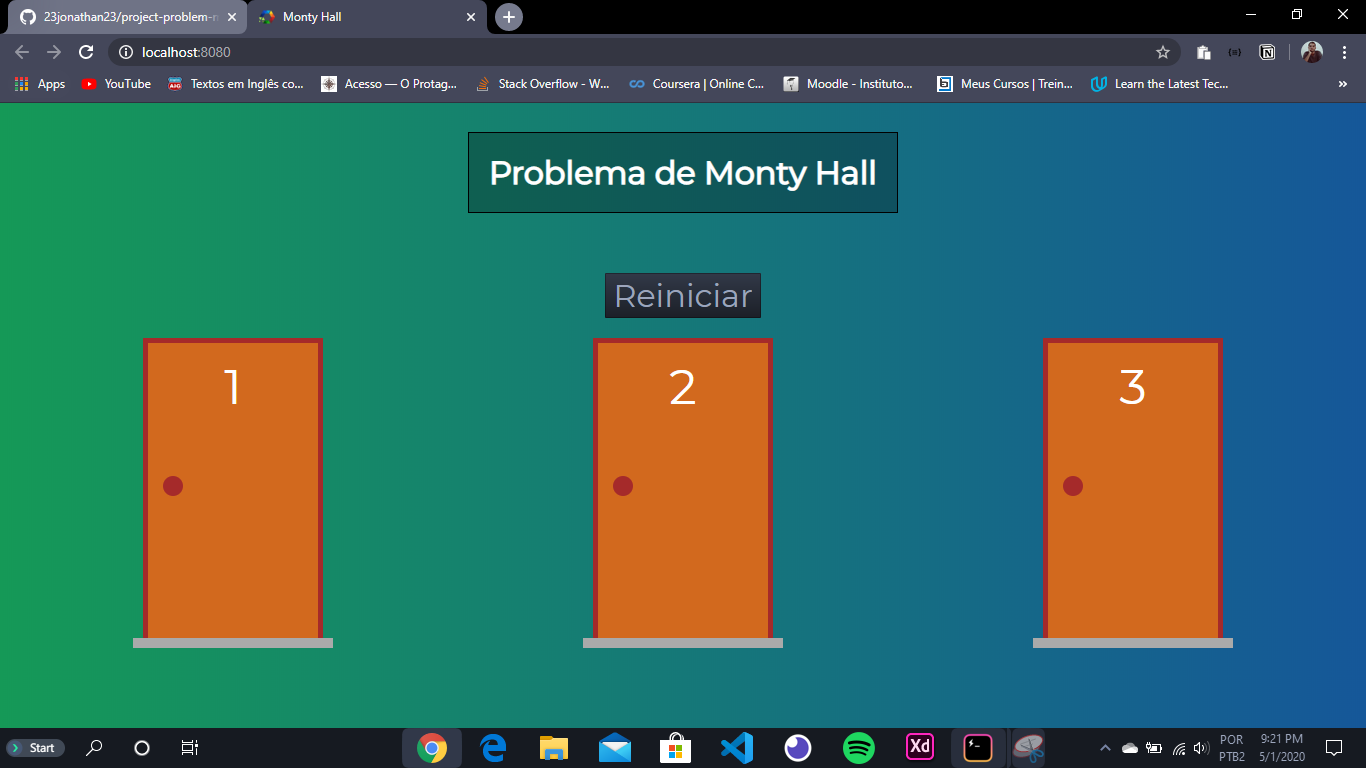 23jonathan23/project-problem-m
Monty Hall
localhost:8080
Apps
YouTube
Textos em Inglês co...
Acesso — O Protag...
Stack Overflow - W...
Coursera | Online C...
Moodle - Instituto...
Meus Cursos | Trein...
Learn the Latest Tec...
Problema de Monty Hall
Reiniciar
1
2
3
Start
Xd
POR
PTB2
9:21 PM
5/1/2020